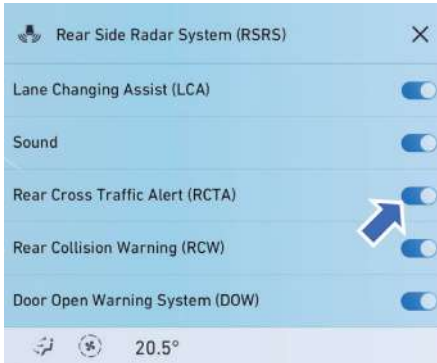 Rear Side Radar System (RSRS)
Lane Changing Assist (LCA)
Sound
Rear Cross Traffic Alert (RCTA)
Rear Collision Warning (RCW)
Door Open Warning System (DOW)
20.5°